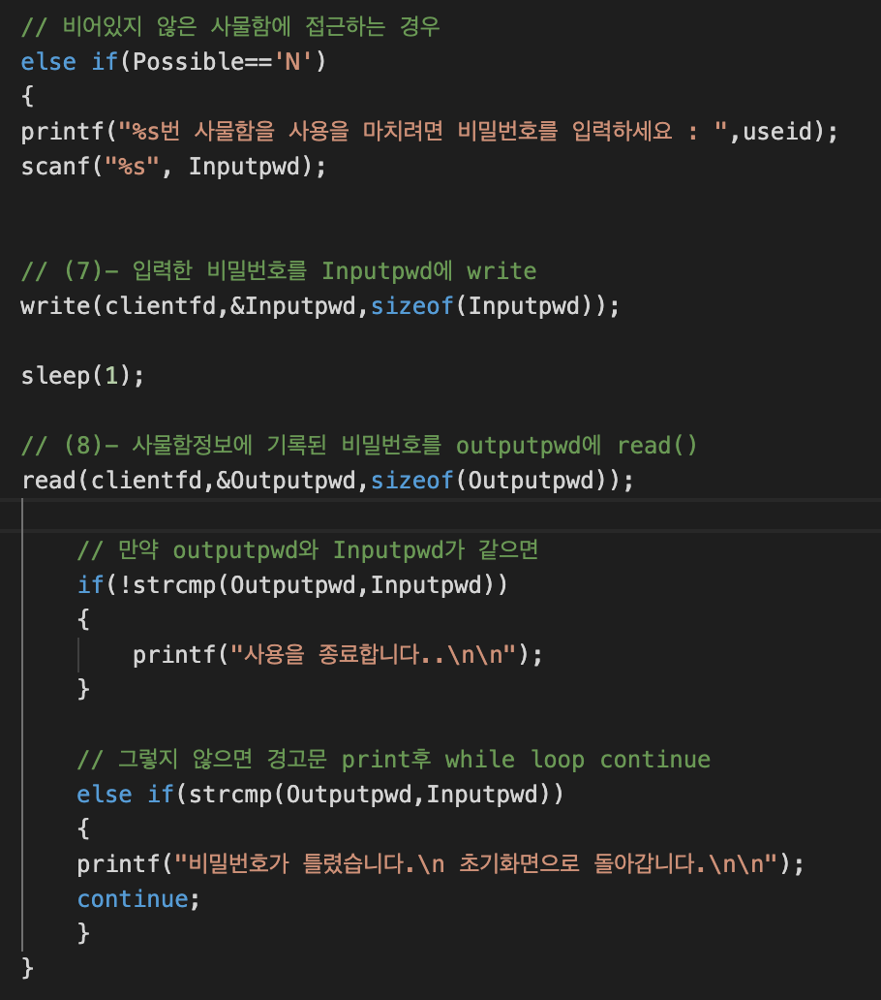 // 비어있지 않은 사물함에 접근하는 경우
else if(Possible=='N')
{
printf("%s번 사물함을 사용을 마치려면 비밀번호를 입력하세요 : ",useid);
scanf("%s", Inputpwd);
// (7)- 입력한 비밀번호를 Inputpwd에 write
write(clientfd,&Inputpwd,sizeof(Inputpwd));
sleep(1);
// (8)- 사물함정보에 기록된 비밀번호를 outputpwd에 read()
read(clientfd,&Outputpwd,sizeof(Outputpwd));
// 만약 outputpwd와 Inputpwd가 같으면
if(!strcmp(Outputpwd,Inputpwd))
{
printf("사용을 종료합니다..\n\n");
}
// 그렇지 않으면 경고문 print후 while loop continue
else if(strcmp(Outputpwd,Inputpwd))
{
printf("비밀번호가 틀렸습니다.\n 초기화면으로 돌아갑니다.\n\n");
continue;
}
}